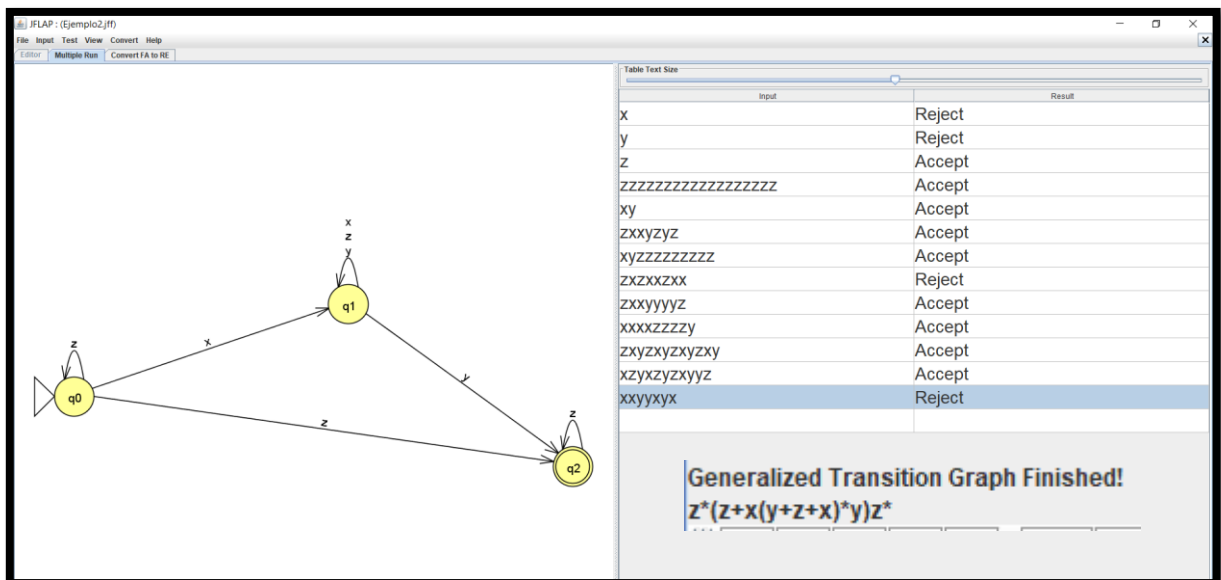 JFLAP : (Ejemplo2.jff)
File Input Test View Convert Help
Editor Multiple Run Convert FA to RE
Table Text Size
Input Result
x Reject
y Reject
z Accept
zzzzzzzzzzzzzzzzzz Accept
xy Accept
zxxyzyz Accept
xyzzzzzzzzz Accept
zxzxxzxx Reject
zxxyyyyz Accept
xxxxzzzzy Accept
zxyzxyzxyzxy Accept
xzyxzyzxyyz Accept
xxyyxyx Reject
x
z
y
q1
z
x
q0
y
z
z
q2
Generalized Transition Graph Finished!
z*(z+x(y+z+x)*y)z*